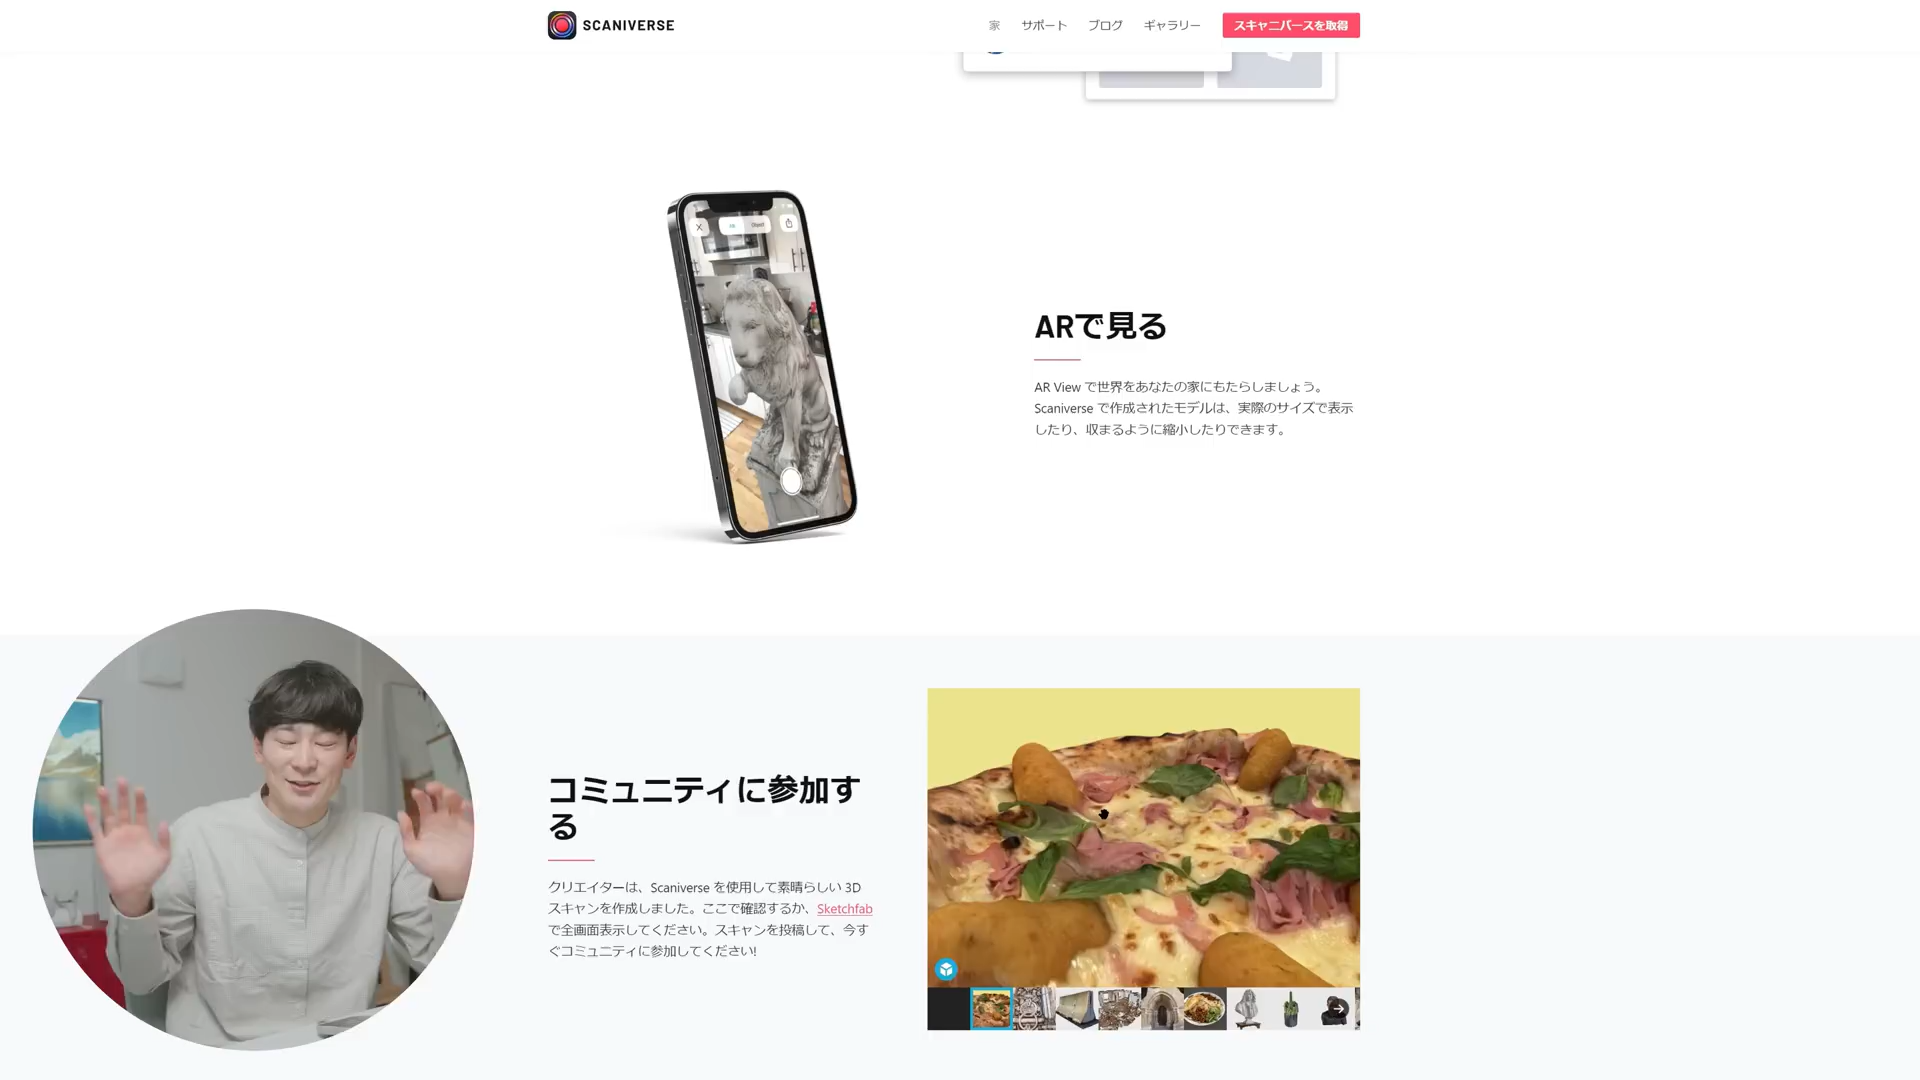 SCANIVERSE
家 サポート ブログ ギャラリー スキャニバースを取得
AR Object
ARで見る
AR View で世界をあなたの家にもたらしましょう。
Scaniverse で作成されたモデルは、実際のサイズで表示
したり、収まるように縮小したりできます。
コミュニティに参加す
る
クリエイターは、Scaniverse を使用して素晴らしい 3D
スキャンを作成しました。ここで確認するか、Sketchfab
で全画面表示してください。スキャンを投稿して、今す
ぐコミュニティに参加してください!